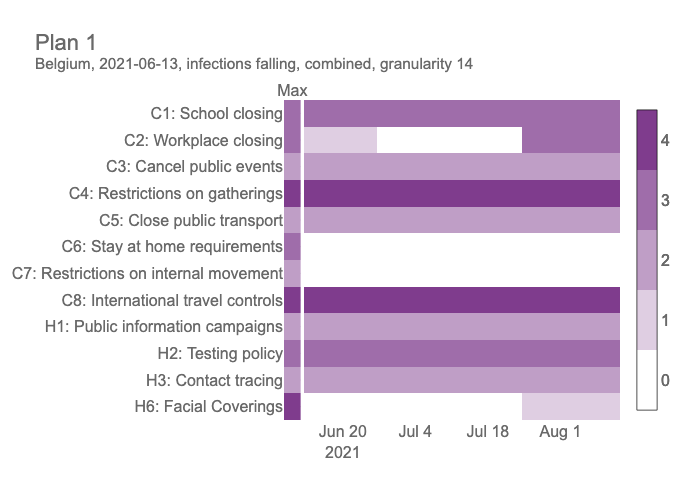 Plan 1
Belgium, 2021-06-13, infections falling, combined, granularity 14
Max
C1: School closing
C2: Workplace closing
C3: Cancel public events
C4: Restrictions on gatherings
C5: Close public transport
C6: Stay at home requirements
C7: Restrictions on internal movement
C8: International travel controls
H1: Public information campaigns
H2: Testing policy
H3: Contact tracing
H6: Facial Coverings
Jun 20 Jul 4 Jul 18 Aug 1
2021
4
3
2
1
0